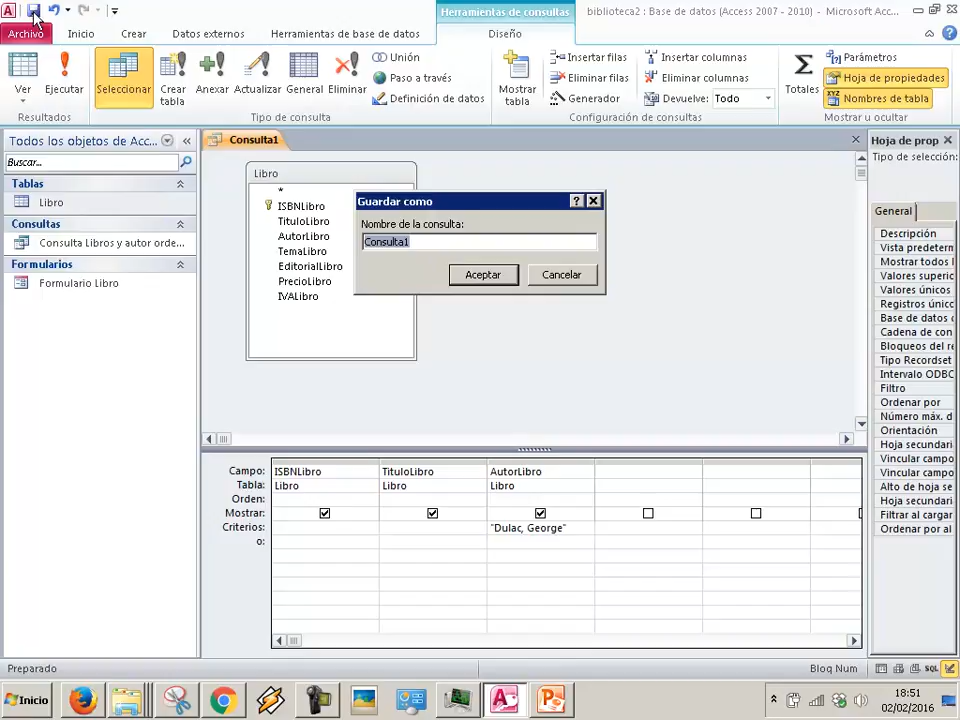 Herramientas de consultas
biblioteca2 : Base de datos (Access 2007 - 2010) - Microsoft Acc...
Archivo
Inicio
Crear
Datos externos
Herramientas de base de datos
Diseño
Ver
Ejecutar
Seleccionar
Crear tabla
Anexar
Actualizar
General
Eliminar
Unión
Paso a través
Definición de datos
Mostrar tabla
Insertar filas
Eliminar filas
Generador
Insertar columnas
Eliminar columnas
Devuelve: Todo
Totales
Parámetros
Hoja de propiedades
Nombres de tabla
Resultados
Tipo de consulta
Configuración de consultas
Mostrar u ocultar
Todos los objetos de Acc...
Buscar...
Tablas
Libro
Consultas
Consulta Libros y autor orde...
Formularios
Formulario Libro
Consulta1
Libro
*
ISBNLibro
TituloLibro
AutorLibro
TemaLibro
EditorialLibro
PrecioLibro
IVALibro
Guardar como
Nombre de la consulta:
Consulta1
Aceptar
Cancelar
Campo: ISBNLibro TituloLibro AutorLibro
Tabla: Libro Libro Libro
Orden:
Mostrar:
Criterios: "Dulac, George"
o:
Hoja de prop
Tipo de selección:
General
Descripción
Vista predetern
Mostrar todos l
Valores superio
Valores únicos
Registros único
Base de datos o
Cadena de con
Bloqueos del re
Tipo Recordset
Intervalo ODBC
Filtro
Ordenar por
Número máx. d
Orientación
Hoja secundari
Vincular campo
Vincular campo
Alto de hoja se
Hoja secundari
Filtrar al cargar
Ordenar por al
Preparado
Bloq Num
SQL
Inicio
18:51
02/02/2016